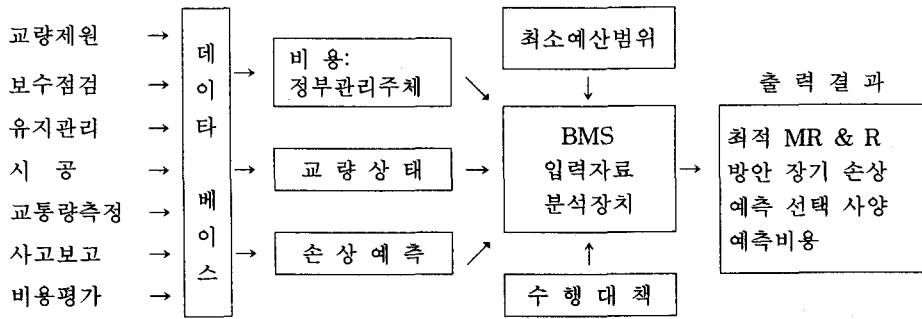 교량제원 →
보수점검 →
유지관리 →
시 공 →
교통량측정 →
사고보고 →
비용평가 →
데
이
타
베
이
스
비 용:
정부관리주체
교 량 상 태
손 상 예 측
최소예산범위
BMS
입력자료
분석장치
수 행 대 책
출 력 결 과
최적 MR & R
방안 장기 손상
예측 선택 사양
예측비용